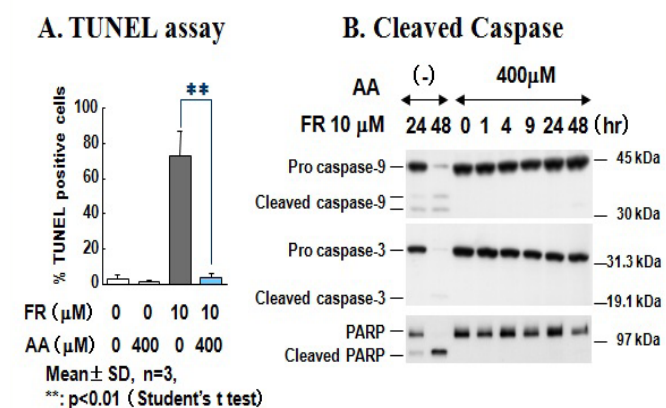 A. TUNEL assay
B. Cleaved Caspase
**
% TUNEL positive cells
100
80
60
40
20
0
FR (μM) 0 0 10 10
AA (μM) 0 400 0 400
Mean± SD, n=3,
**: p<0.01 ( Student's t test)
AA (-) 400μM
FR 10 μM 24 48 0 1 4 9 24 48 (hr)
Pro caspase-9
Cleaved caspase-9
45 kDa
30 kDa
Pro caspase-3
Cleaved caspase-3
31.3 kDa
19.1 kDa
PARP
Cleaved PARP
97 kDa